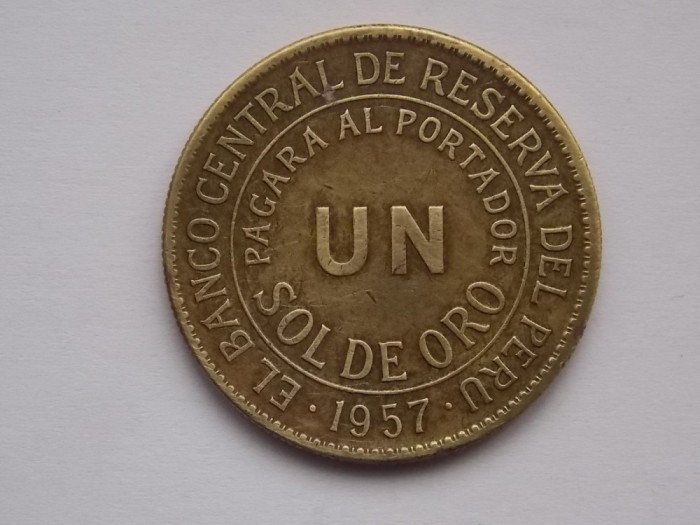 EL BANCO CENTRAL DE RESERVA DEL PERU
PAGARA AL PORTADOR
UN
SOL DE ORO
· 1957 ·